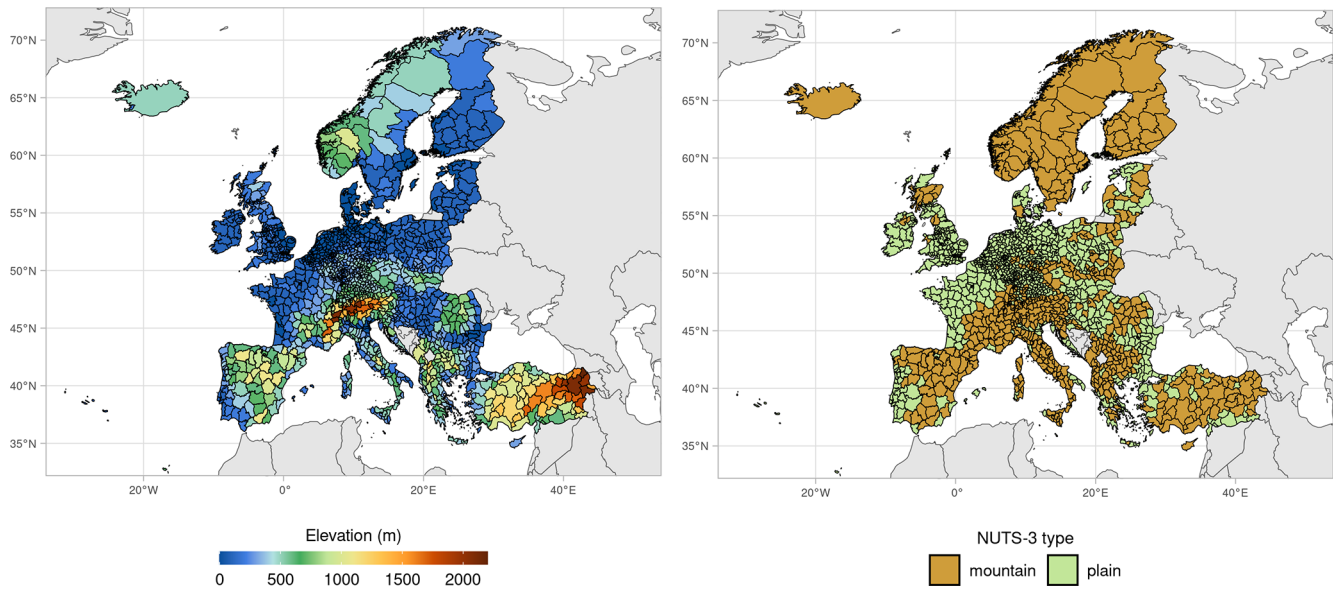 70°N
65°N
60°N
55°N
50°N
45°N
40°N
35°N
20°W 0° 20°E 40°E
Elevation (m)
0 500 1000 1500 2000
70°N
65°N
60°N
55°N
50°N
45°N
40°N
35°N
20°W 0° 20°E 40°E
NUTS-3 type
mountain plain